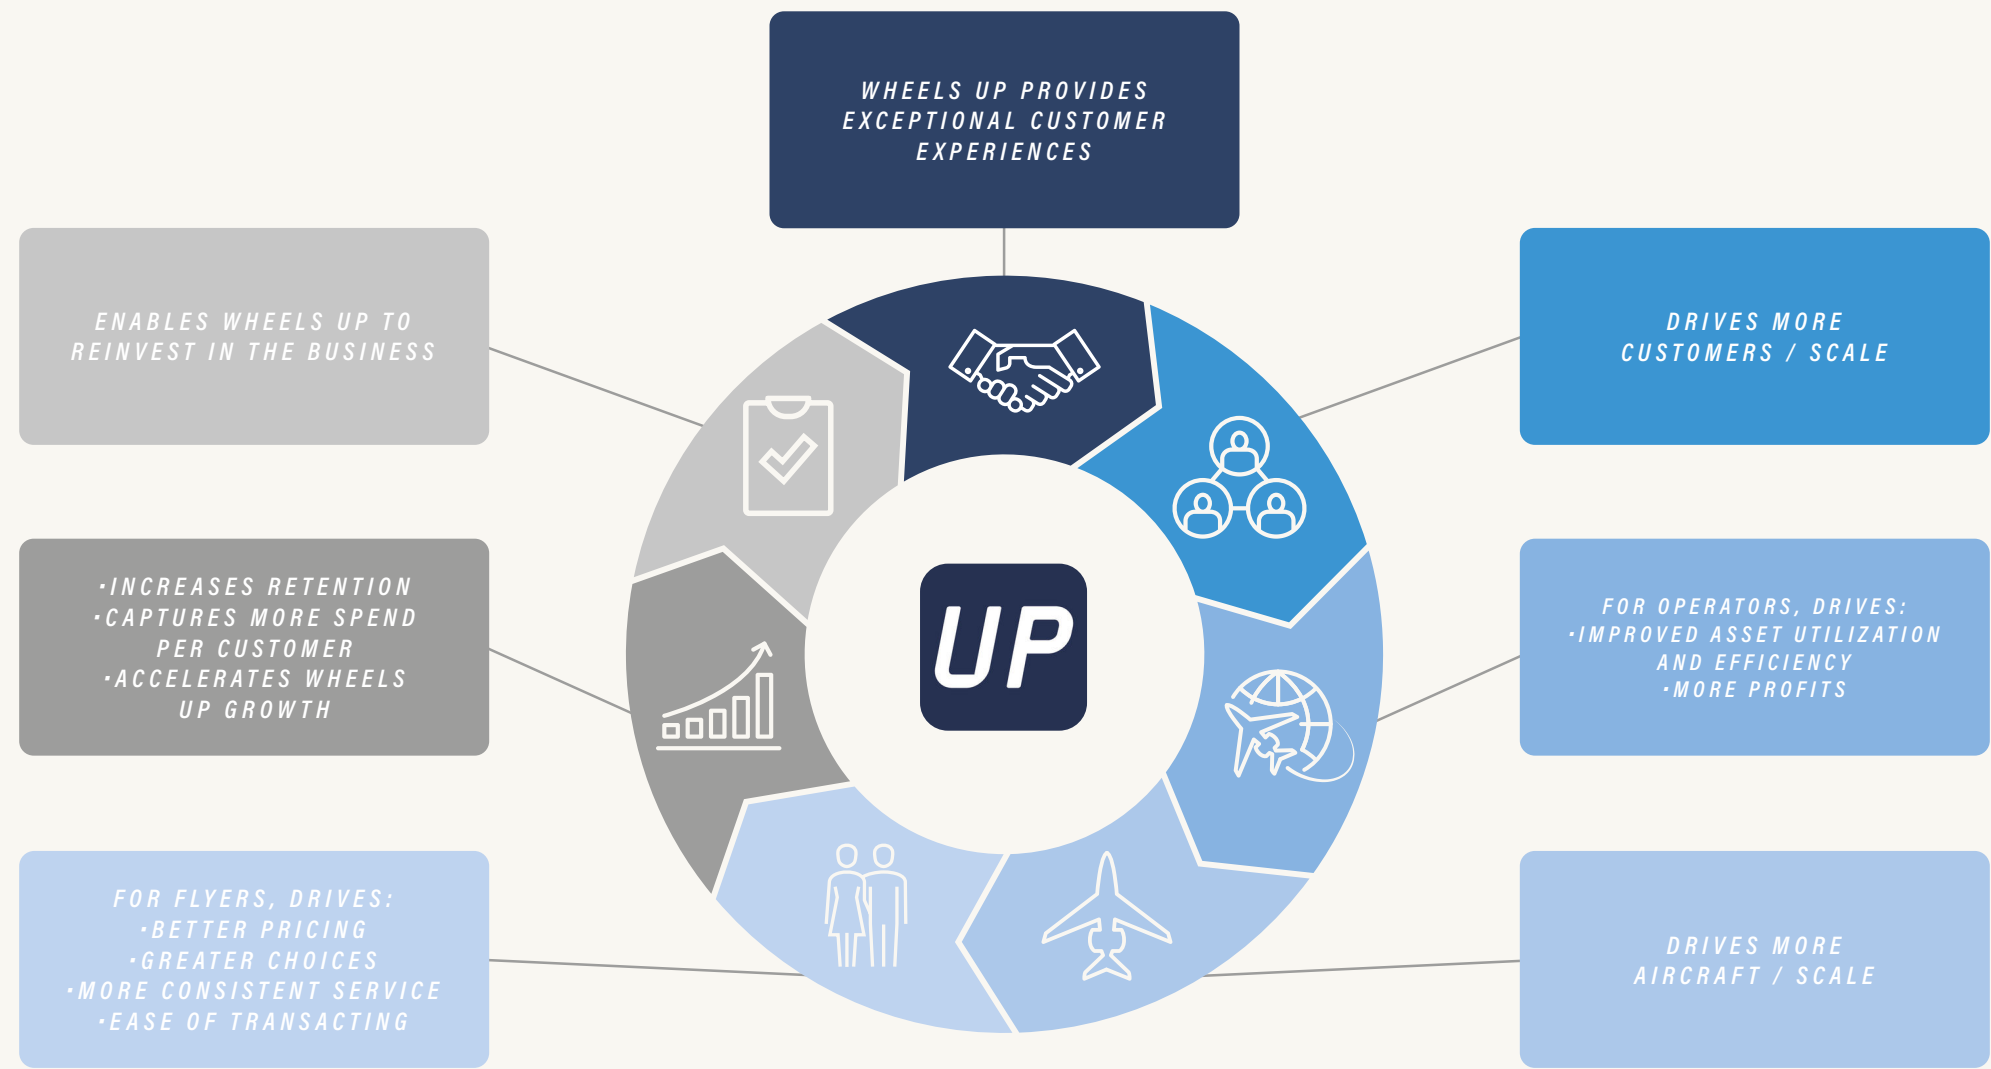 WHEELS UP PROVIDES
EXCEPTIONAL CUSTOMER
EXPERIENCES
DRIVES MORE
CUSTOMERS / SCALE
FOR OPERATORS, DRIVES:
•IMPROVED ASSET UTILIZATION
AND EFFICIENCY
•MORE PROFITS
DRIVES MORE
AIRCRAFT / SCALE
FOR FLYERS, DRIVES:
•BETTER PRICING
•GREATER CHOICES
•MORE CONSISTENT SERVICE
•EASE OF TRANSACTING
•INCREASES RETENTION
•CAPTURES MORE SPEND
PER CUSTOMER
•ACCELERATES WHEELS
UP GROWTH
ENABLES WHEELS UP TO
REINVEST IN THE BUSINESS
UP